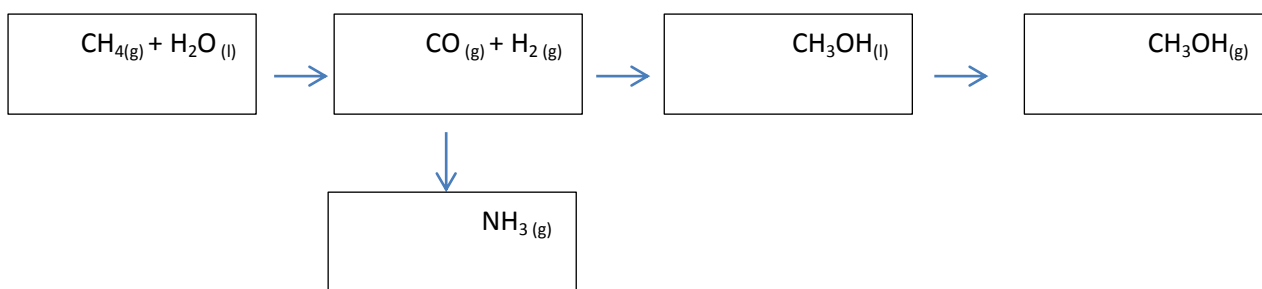 CH₄₍g₎ + H₂O ₍l₎
CO ₍g₎ + H₂ ₍g₎
CH₃OH₍l₎
CH₃OH₍g₎
NH₃ ₍g₎